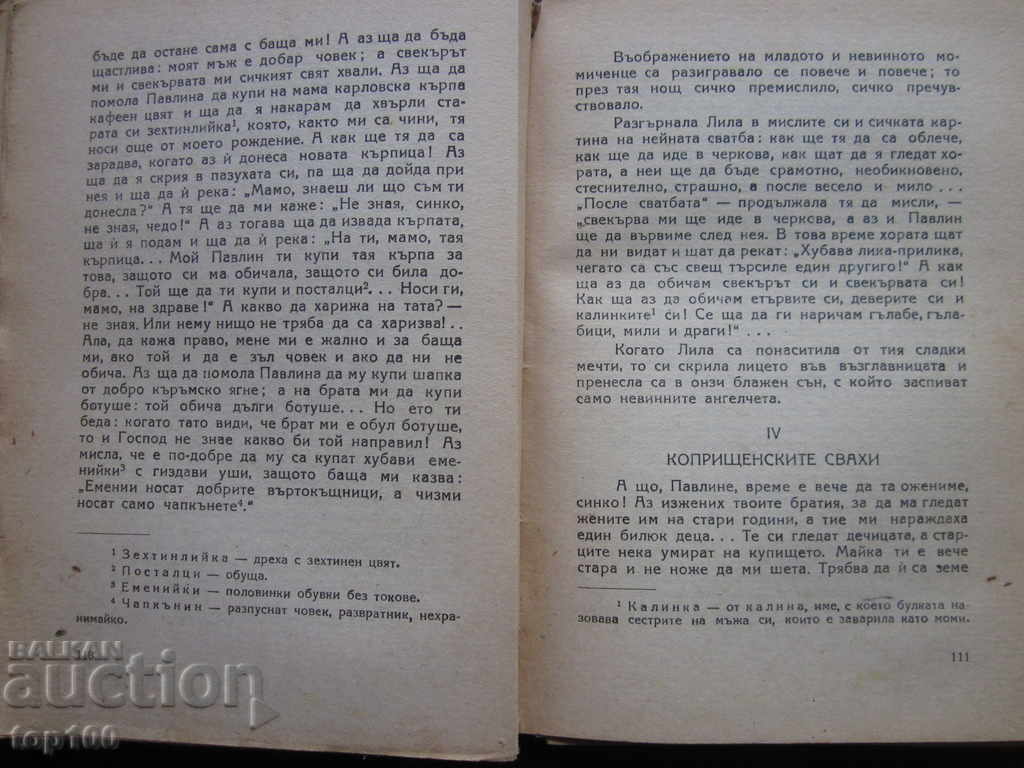 бъде да остане сама с баща ми! А аз ща да бъда
щастлива: моят мъж е добар човек; а свекърът
ми и свекървата ми сичкият свят хвали. Аз ща да
помола Павлина да купи на мама карловска кърпа
кафеен цвят и ща да я накарам да хвърли ста-
рата си зехтинлийка¹, която, както ми са чини, тя
носи още от моето рождение. А как ще тя да са
зарадва, когато аз ѝ донеса новата кърпица! Аз
ща да я скрия в пазухата си, па ща да дойда при
нея и ща да ѝ река: „Мамо, знаеш ли що съм ти
донесла?“ А тя ще да ми каже: „Не зная, синко,
не зная, чедо!“ А аз тогава ща да извада кърпата,
ща ѝ я подам и ща да ѝ река: „На ти, мамо, тая
кърпица... Мой Павлин ти купи тая кърпа за
това, защото си ма обичала, защото си била до-
бра... Той ще да ти купи и посталци²... Носи ги,
мамо, на здраве!“ А какво да харижа на тата? —
не зная. Или нему нищо не тряба да са харизва!..
Ала, да кажа право, мене ми е жално и за баща
ми, ако той и да е зъл човек и ако да ни не
обича. Аз ща да помола Павлина да му купи шапка
от добро къръмско ягне; а на брата ми да купи
ботуше: той обича дълги ботуше... Но ето ти
беда: когато тато види, че брат ми е обул ботуше,
то и Господ не знае какво би той направил! Аз
мисла, че е по-добре да му са купат хубави еме-
нийки³ с гиздави уши, защото баща ми казва:
„Емении носат добрите въртокъщници, а чизми
носат само чапкънете⁴.“
¹ Зехтинлийка — дреха с зехтинен цвят.
² Посталци — обуща.
³ Еменийки — половинки обувки без токове.
⁴ Чапкънин — разпуснат човек, развратник, нехра-
нимайко.
Въображението на младото и невинното мо-
миченце са разигравало се повече и повече; то
през тая нощ сичко премислило, сичко пречув-
ствовало.
Разгърнала Лила в мислите си и сичката кар-
тина на нейната сватба: как ще тя да са облече,
как ще да иде в черкова, как щат да я гледат хо-
рата, а неи ще да бъде срамотно, необикновено,
стеснително, страшно, а после весело и мило...
„После сватбата“ — продължала тя да мисли, —
„свекърва ми ще иде в черкова, а аз и Павлин
ще да вървиме след нея. В това време хората щат
да ни видат и щат да рекат: „Хубава лика-прилика,
чегато са със свещ търсиле един другиго!“ А как
ща аз да обичам свекърът си и свекървата си!
Как ща аз да обичам етървите си, деверите си и
калинките¹ си! Се ща да ги наричам гълабе, гъла-
бици, мили и драги!“...
Когато Лила са понаситила от тия сладки
мечти, то си скрила лицето във възглавницата и
пренесла са в онзи блажен сън, с който заспиват
само невинните ангелчета.
IV
КОПРИЩЕНСКИТЕ СВАХИ
А що, Павлине, време е вече да та ожениме,
синко! Аз изжених твоите братия, за да ма гледат
жёните им на стари години, а тие ми нараждаха
един билюк деца... Те си гледат дечицата, а стар-
ците нека умират на купището. Майка ти е вече
стара и не може да ми шета. Трябва да ѝ са земе
¹ Калинка — от калина, име, с което булката на-
зовава сестрите на мъжа си, които е заварила като моми.
111
BALKAN
auction
top100